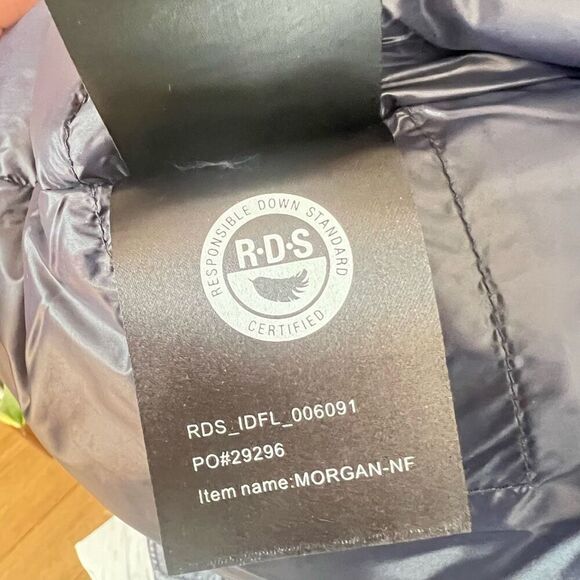 RESPONSIBLE DOWN STANDARD
R·D·S
CERTIFIED
RDS_IDFL_006091
PO#29296
Item name:MORGAN-NF